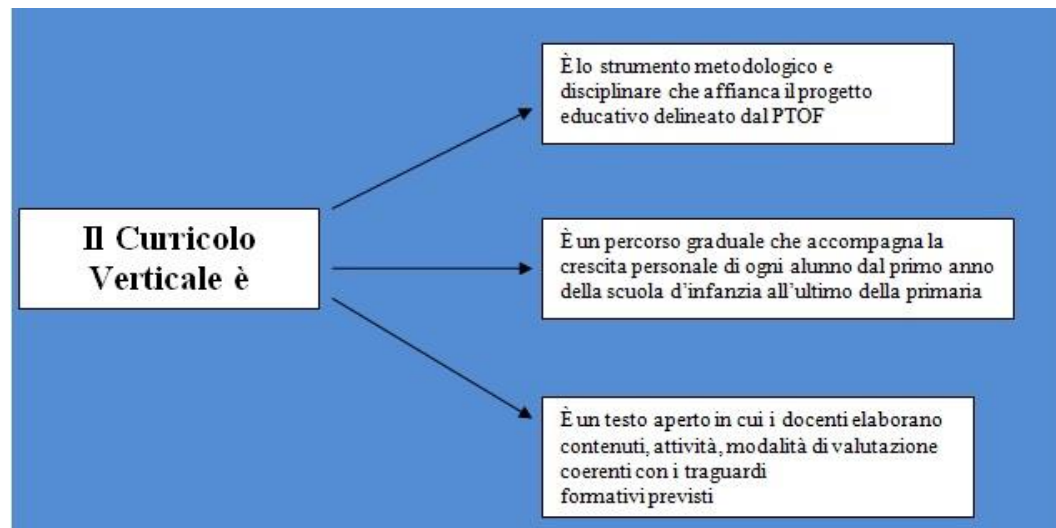 Il Curricolo
Verticale è
È lo strumento metodologico e
disciplinare che affianca il progetto
educativo delineato dal PTOF
È un percorso graduale che accompagna la
crescita personale di ogni alunno dal primo anno
della scuola d’infanzia all’ultimo della primaria
È un testo aperto in cui i docenti elaborano
contenuti, attività, modalità di valutazione
coerenti con i traguardi
formativi previsti